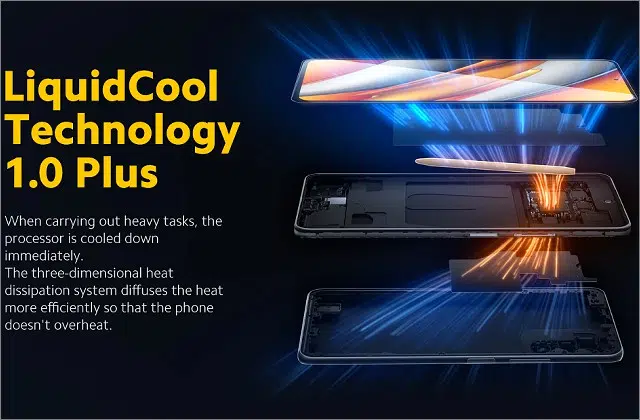 LiquidCool
Technology
1.0 Plus
When carrying out heavy tasks, the
processor is cooled down
immediately.
The three-dimensional heat
dissipation system diffuses the heat
more efficiently so that the phone
doesn't overheat.